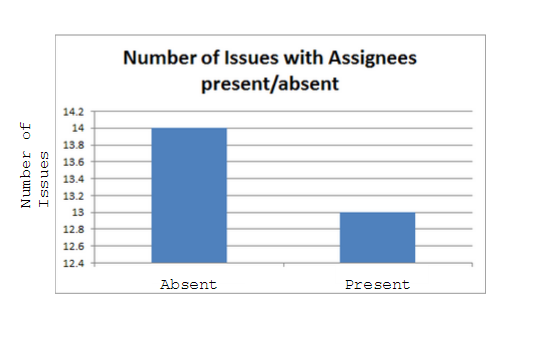 Number of Issues with Assignees
present/absent
Number of
Issues
14.2
14
13.8
13.6
13.4
13.2
13
12.8
12.6
12.4
Absent
Present